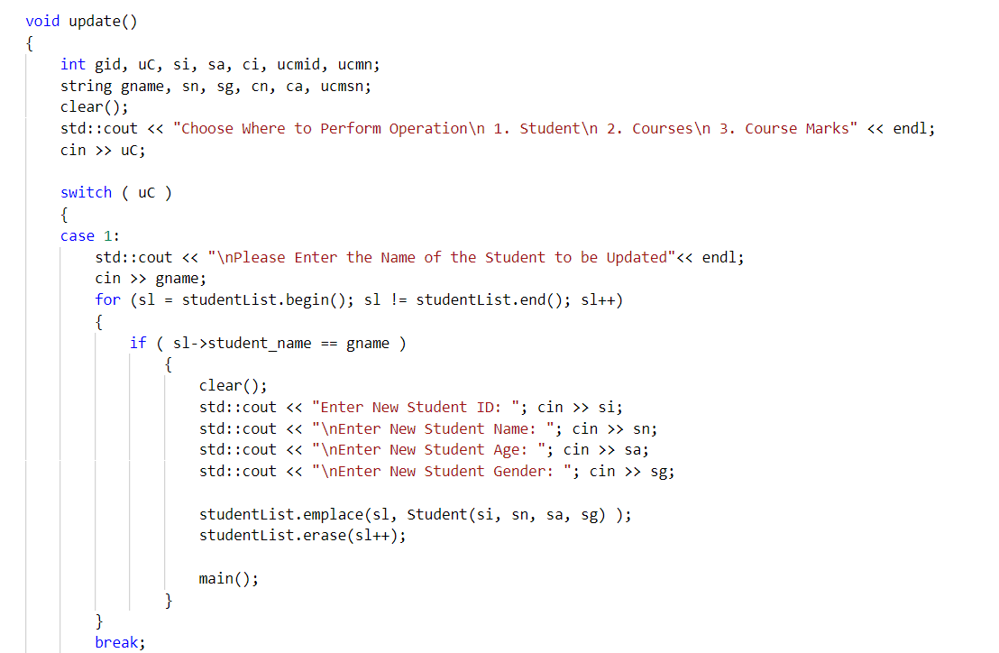 void update()
{
    int gid, uC, si, sa, ci, ucmid, ucmn;
    string gname, sn, sg, cn, ca, ucmsn;
    clear();
    std::cout << "Choose Where to Perform Operation\n 1. Student\n 2. Courses\n 3. Course Marks" << endl;
    cin >> uC;

    switch ( uC )
    {
    case 1:
        std::cout << "\nPlease Enter the Name of the Student to be Updated"<< endl;
        cin >> gname;
        for (sl = studentList.begin(); sl != studentList.end(); sl++)
        {
            if ( sl->student_name == gname )
                {
                    clear();
                    std::cout << "Enter New Student ID: "; cin >> si;
                    std::cout << "\nEnter New Student Name: "; cin >> sn;
                    std::cout << "\nEnter New Student Age: "; cin >> sa;
                    std::cout << "\nEnter New Student Gender: "; cin >> sg;

                    studentList.emplace(sl, Student(si, sn, sa, sg) );
                    studentList.erase(sl++);

                    main();
                }
        }
        break;